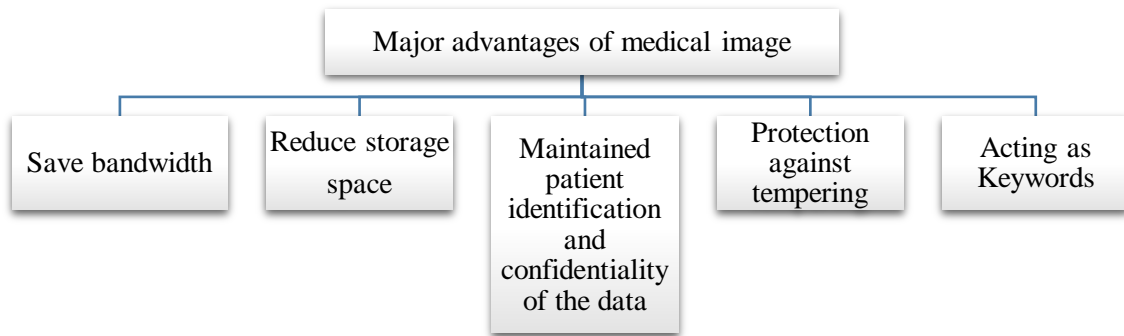 Major advantages of medical image
Save bandwidth
Reduce storage
space
Maintained
patient
identification
and
confidentiality
of the data
Protection
against
tempering
Acting as
Keywords